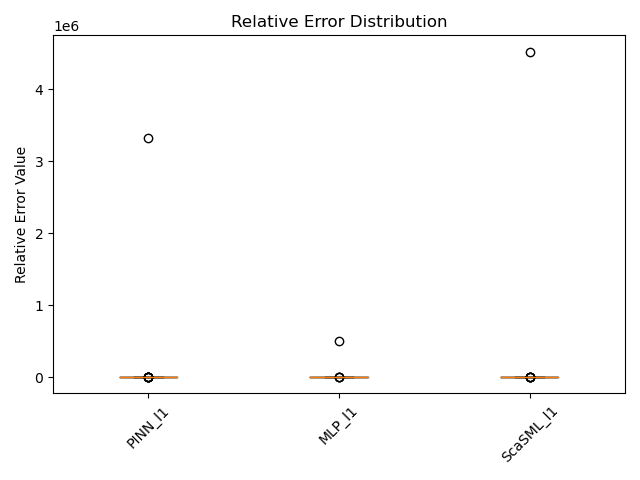 Relative Error Distribution
1e6
Relative Error Value
4
3
2
1
0
PINN_l1
MLP_l1
ScaSML_l1